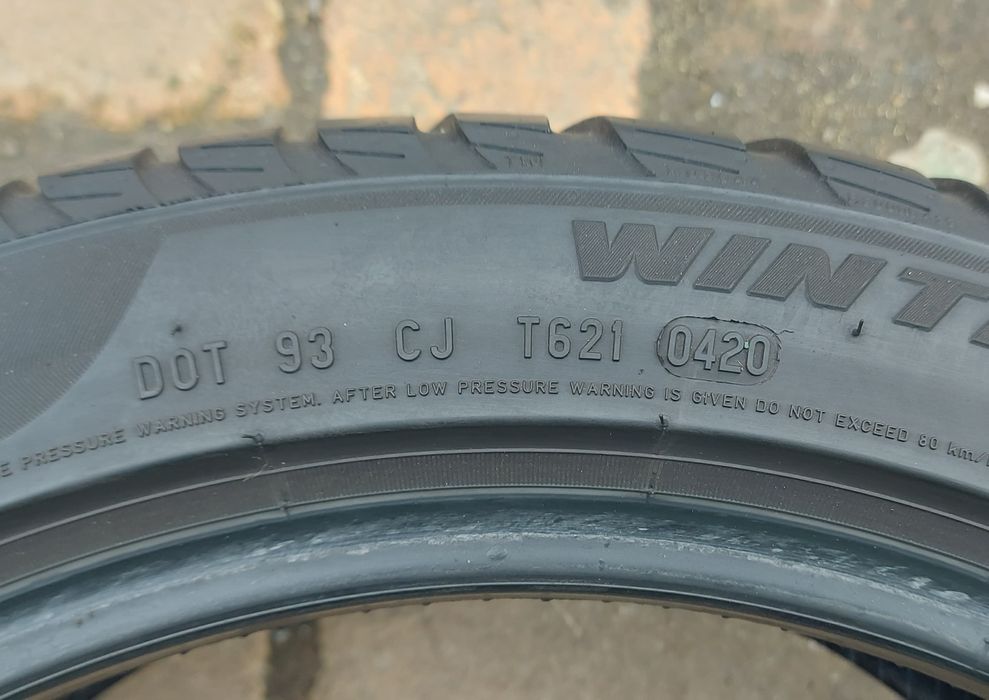 WINT
DOT 93 CJ T621 0420
E PRESSURE WARNING SYSTEM. AFTER LOW PRESSURE WARNING IS GIVEN DO NOT EXCEED 80 km/